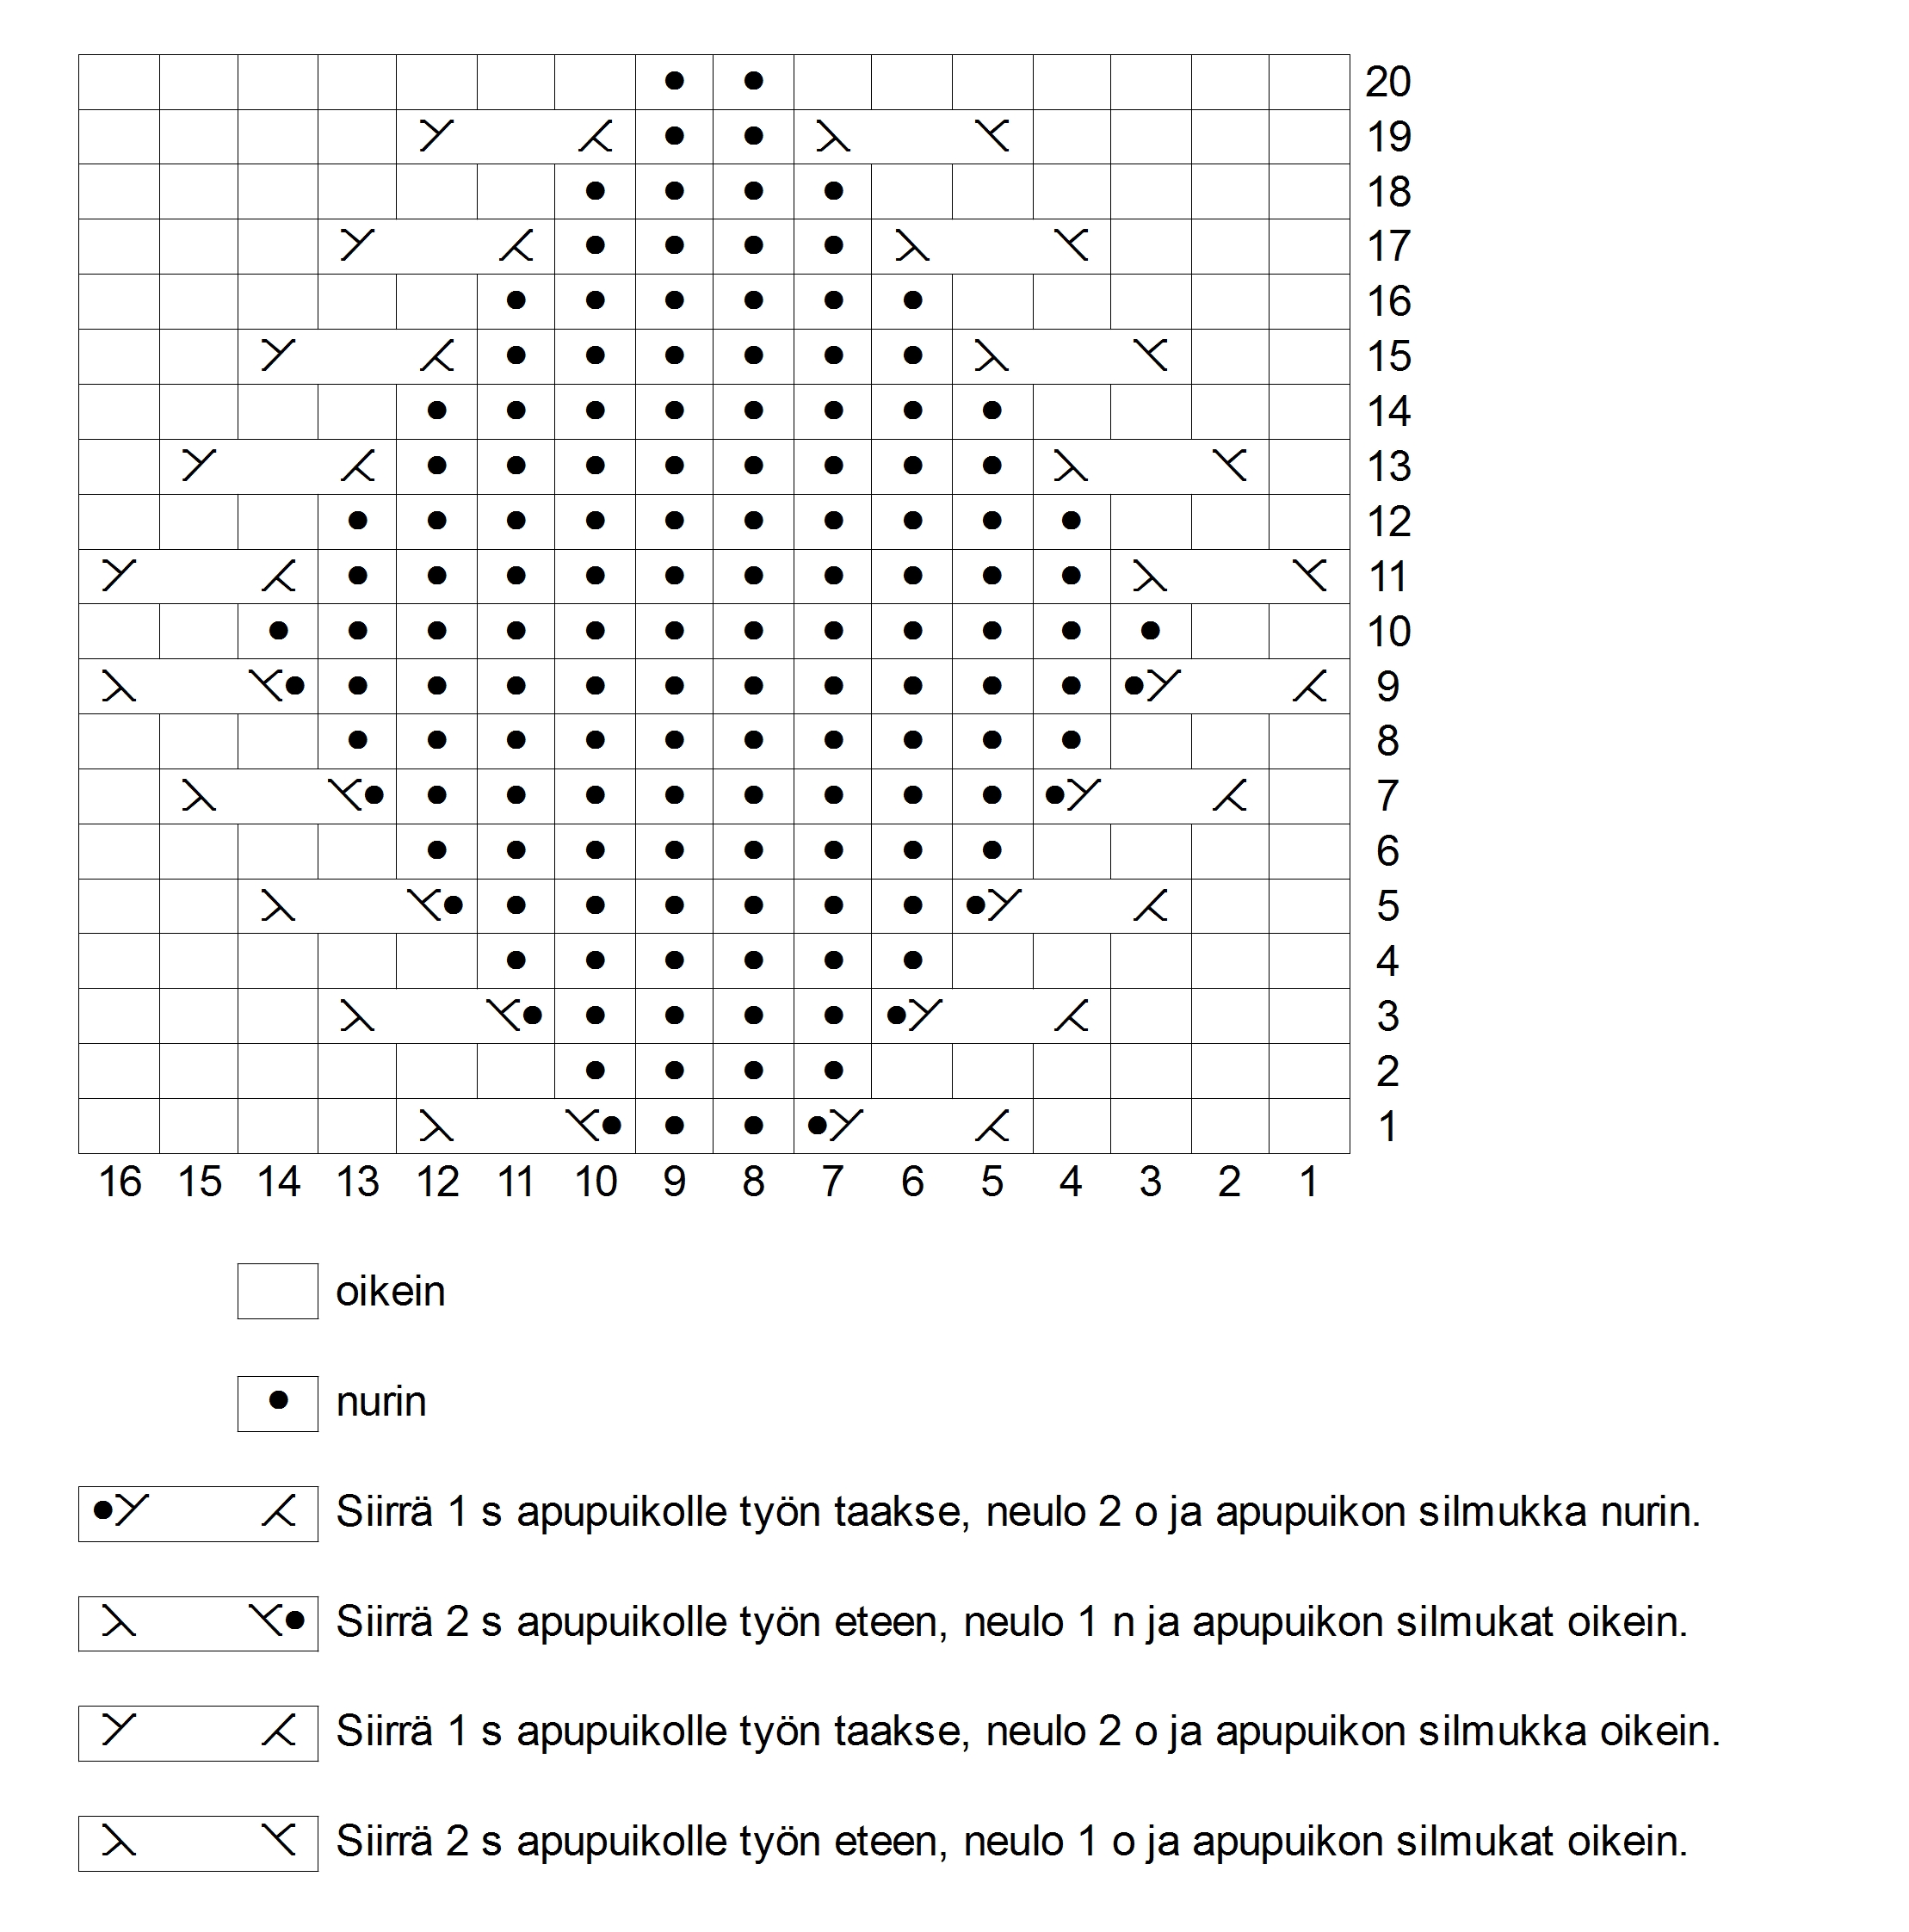 20
19
18
17
16
15
14
13
12
11
10
9
8
7
6
5
4
3
2
1
16 15 14 13 12 11 10 9 8 7 6 5 4 3 2 1
oikein
nurin
Siirrä 1 s apupuikolle työn taakse, neulo 2 o ja apupuikon silmukka nurin.
Siirrä 2 s apupuikolle työn eteen, neulo 1 n ja apupuikon silmukat oikein.
Siirrä 1 s apupuikolle työn taakse, neulo 2 o ja apupuikon silmukka oikein.
Siirrä 2 s apupuikolle työn eteen, neulo 1 o ja apupuikon silmukat oikein.